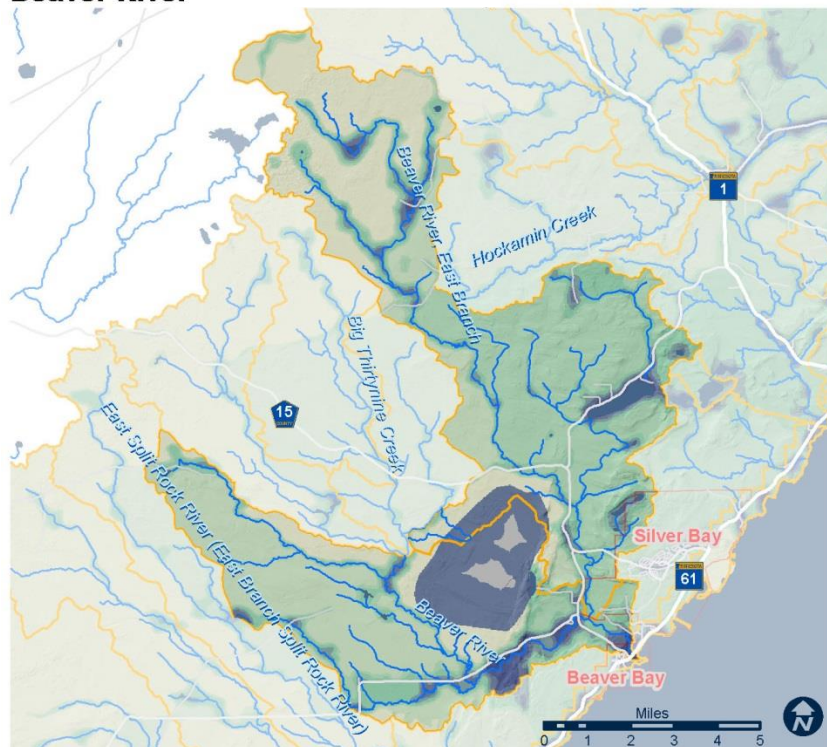 Beaver River
1
Beaver River, East Branch
Hockamin Creek
Big Thirtynine Creek
15
COUNTY
East Split Rock River (East Branch Split Rock River)
Silver Bay
61
Beaver River
Beaver Bay
Miles
0 1 2 3 4 5
N